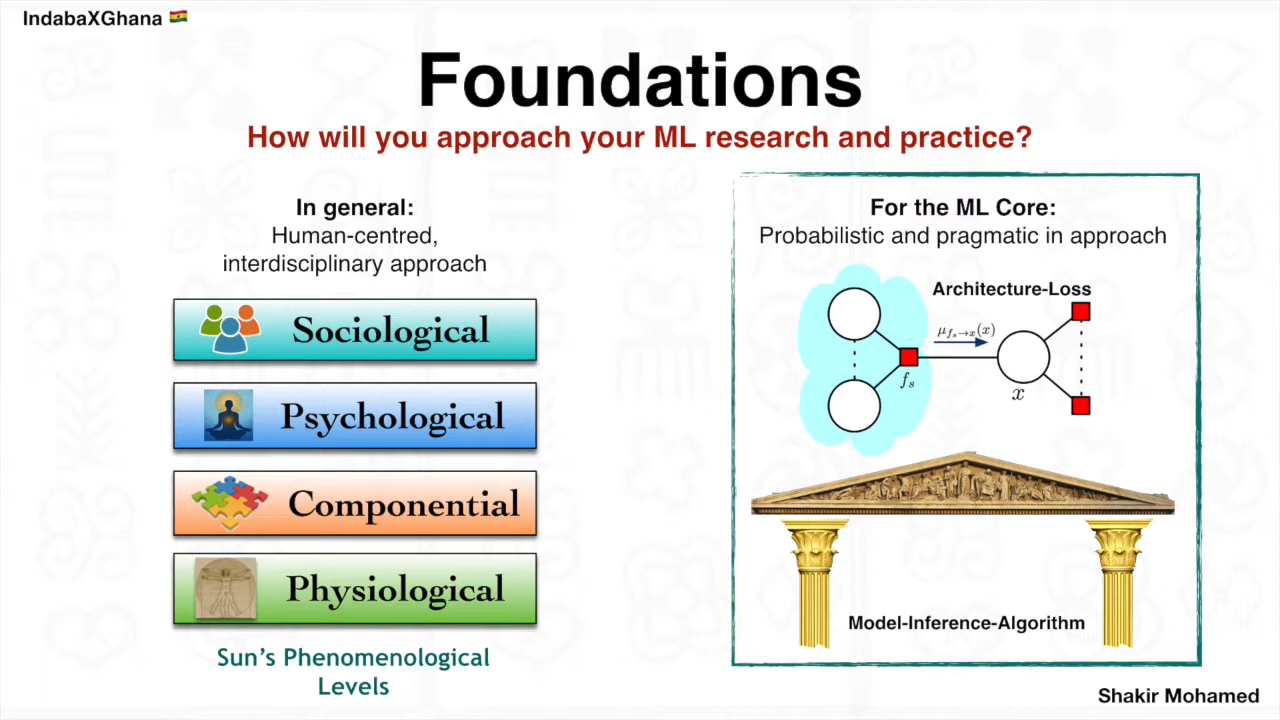 IndabaXGhana 🇬🇭
Foundations
How will you approach your ML research and practice?
In general:
Human-centred,
interdisciplinary approach
Sociological
Psychological
Componential
Physiological
Sun's Phenomenological
Levels
For the ML Core:
Probabilistic and pragmatic in approach
Architecture-Loss
μ_{f_s→x}(x)
f_s
x
Model-Inference-Algorithm
Shakir Mohamed